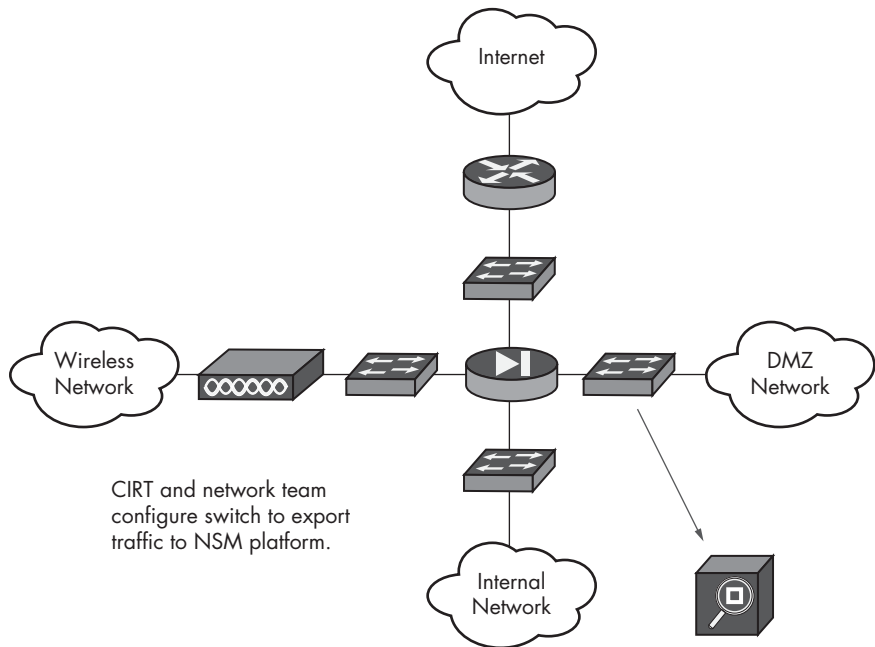 Internet
Wireless
Network
DMZ
Network
CIRT and network team
configure switch to export
traffic to NSM platform.
Internal
Network